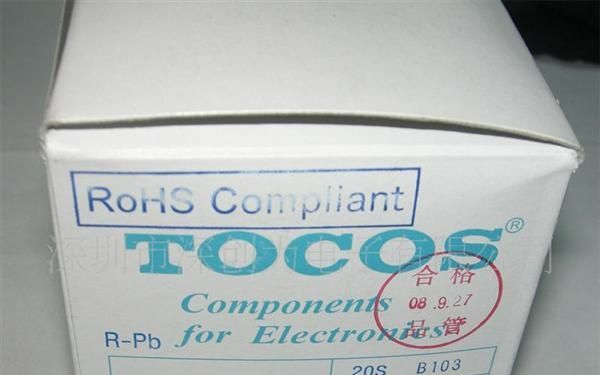 RoHS Compliant
TOCOS®
Components
for Electronics
R-Pb
合格
08.9.27
品管
20S B103